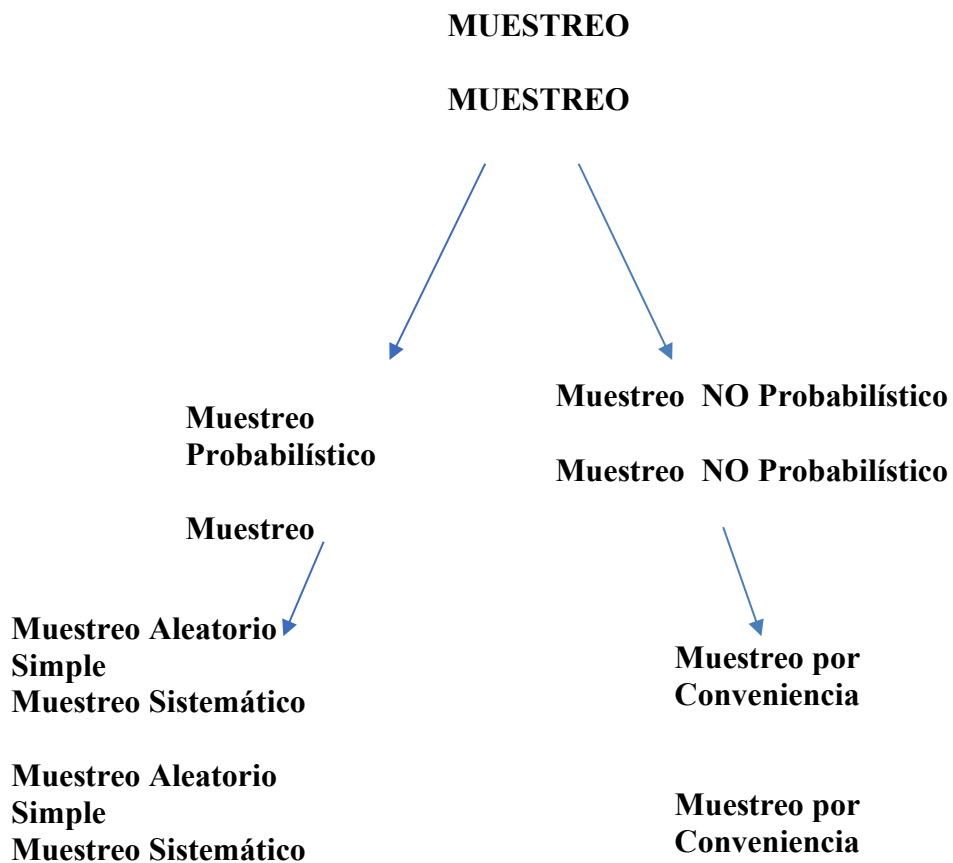 MUESTREO
MUESTREO
Muestreo
Probabilístico
Muestreo
Muestreo  NO Probabilístico
Muestreo  NO Probabilístico
Muestreo Aleatorio
Simple
Muestreo Sistemático
Muestreo Aleatorio
Simple
Muestreo Sistemático
Muestreo por
Conveniencia
Muestreo por
Conveniencia